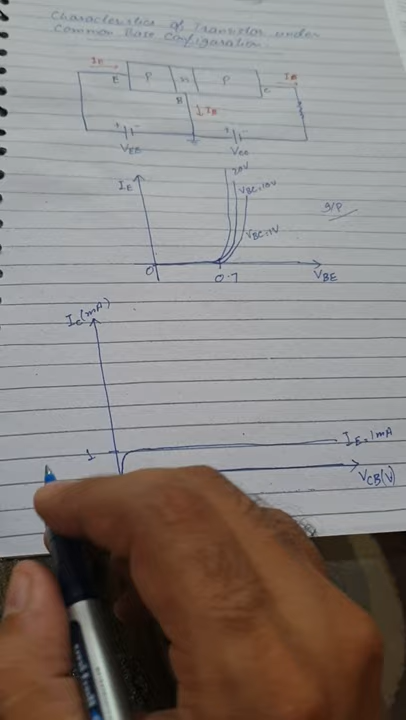 Characteristics of Transistor under
Common Base Configuration.
IE
E
P
n
P
C
B
IB
+ -
VEE
+ -
VCC
IE
20V
VBC=10V
VBC=1V
I/P
0
0.7
VBE
IC(mA)
1
IE=1mA
VCB(V)